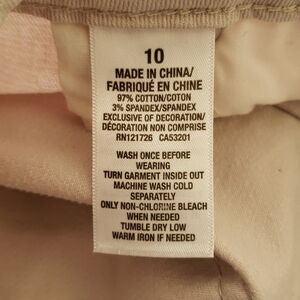 10
MADE IN CHINA/
FABRIQUÉ EN CHINE
97% COTTON/COTON
3% SPANDEX/SPANDEX
EXCLUSIVE OF DECORATION/
DÉCORATION NON COMPRISE
RN121726 CA53201
WASH ONCE BEFORE
WEARING
TURN GARMENT INSIDE OUT
MACHINE WASH COLD
SEPARATELY
ONLY NON-CHLORINE BLEACH
WHEN NEEDED
TUMBLE DRY LOW
WARM IRON IF NEEDED